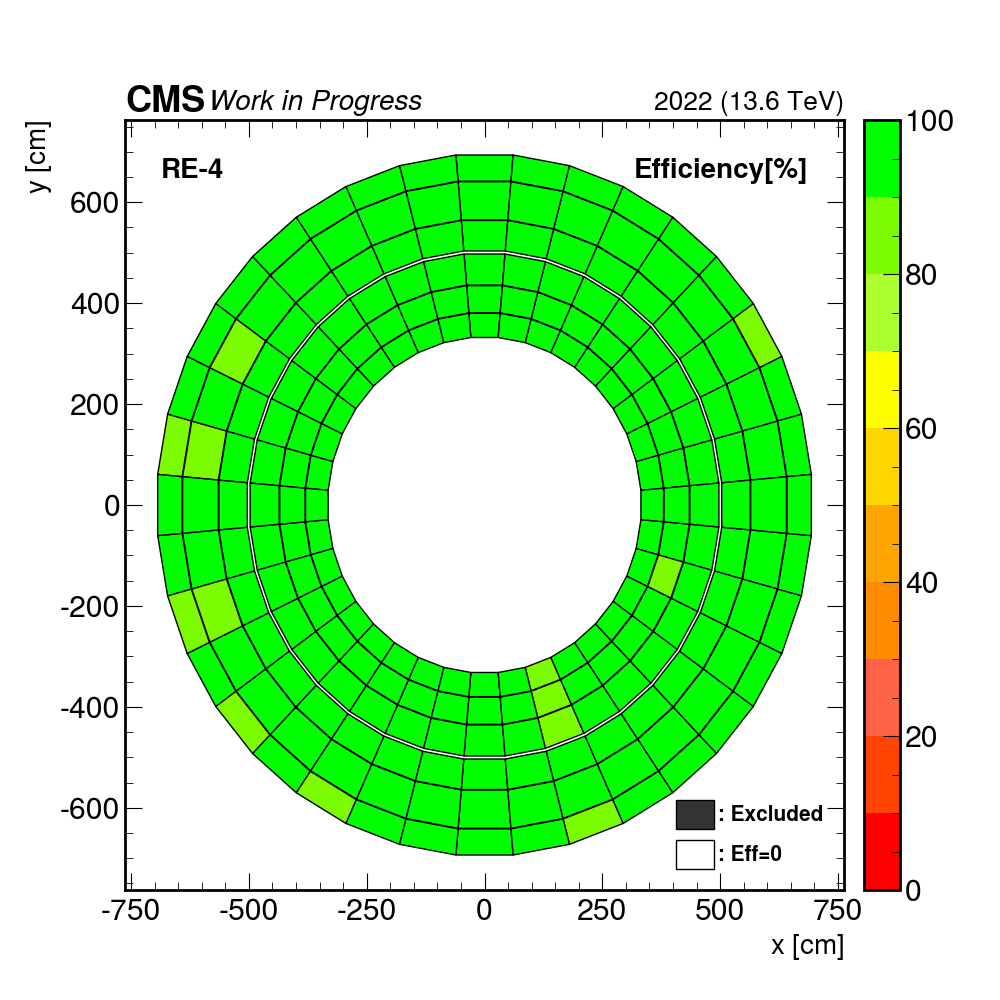 CMS Work in Progress 2022 (13.6 TeV)
y [cm]
RE-4 Efficiency[%]
600
400
200
0
-200
-400
-600
: Excluded
: Eff=0
-750 -500 -250 0 250 500 750
x [cm]
100
80
60
40
20
0